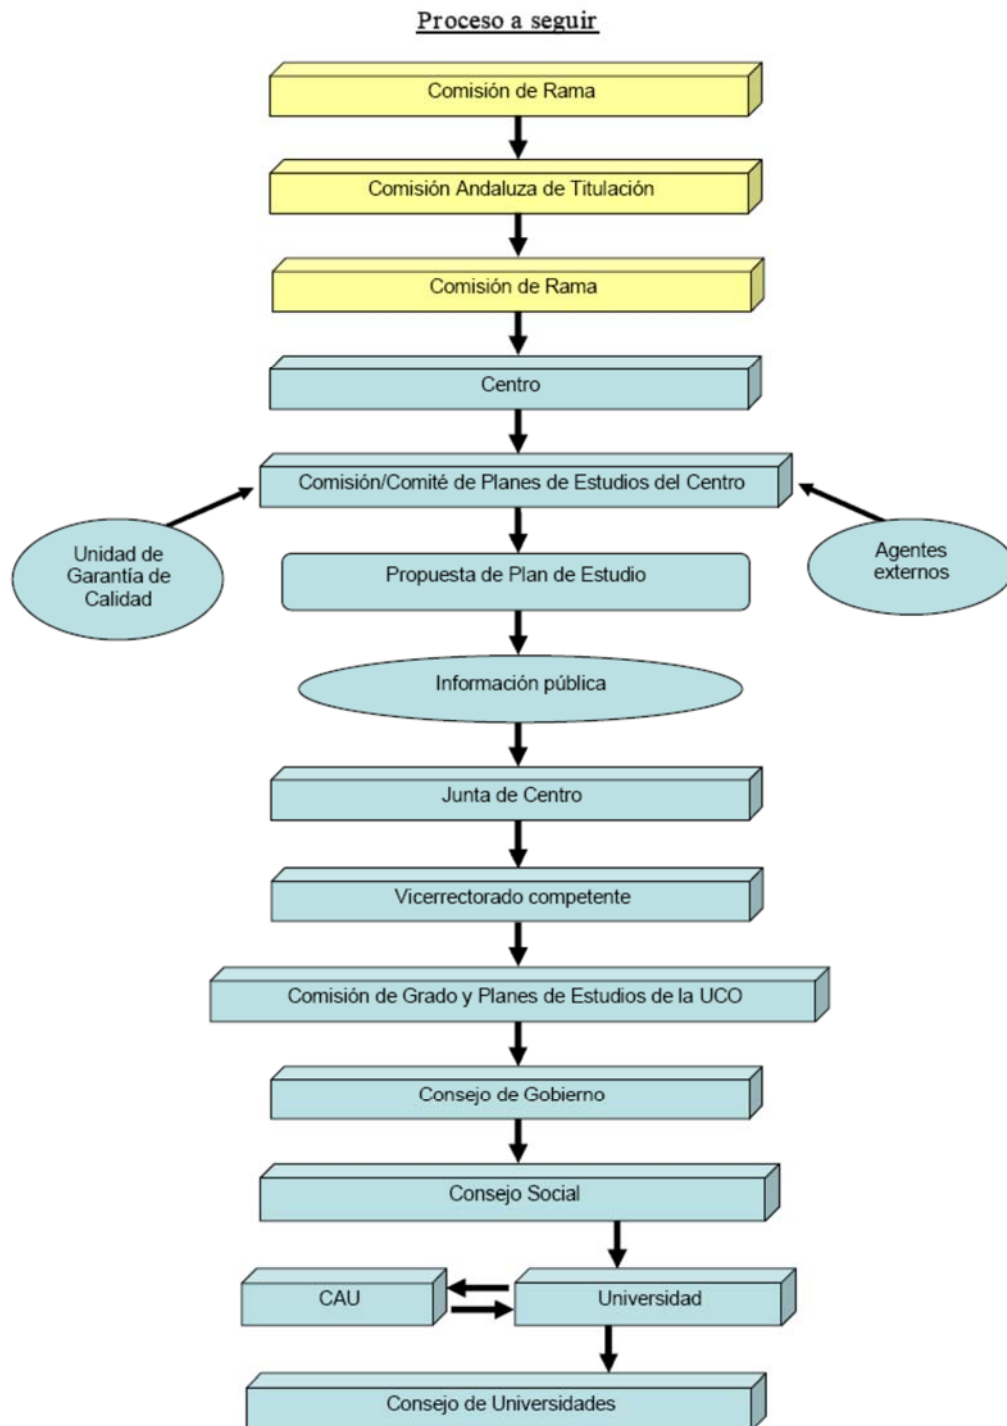 Proceso a seguir
Comisión de Rama
Comisión Andaluza de Titulación
Comisión de Rama
Centro
Comisión/Comité de Planes de Estudios del Centro
Unidad de
Garantía de
Calidad
Agentes
externos
Propuesta de Plan de Estudio
Información pública
Junta de Centro
Vicerrectorado competente
Comisión de Grado y Planes de Estudios de la UCO
Consejo de Gobierno
Consejo Social
CAU
Universidad
Consejo de Universidades